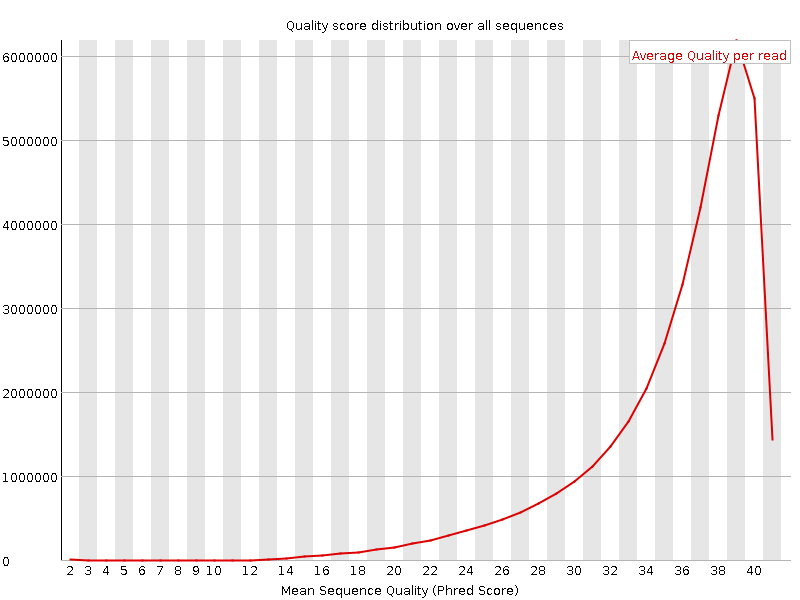 Quality score distribution over all sequences
Average Quality per read
6000000
5000000
4000000
3000000
2000000
1000000
0
2 3 4 5 6 7 8 9 10 12 14 16 18 20 22 24 26 28 30 32 34 36 38 40
Mean Sequence Quality (Phred Score)